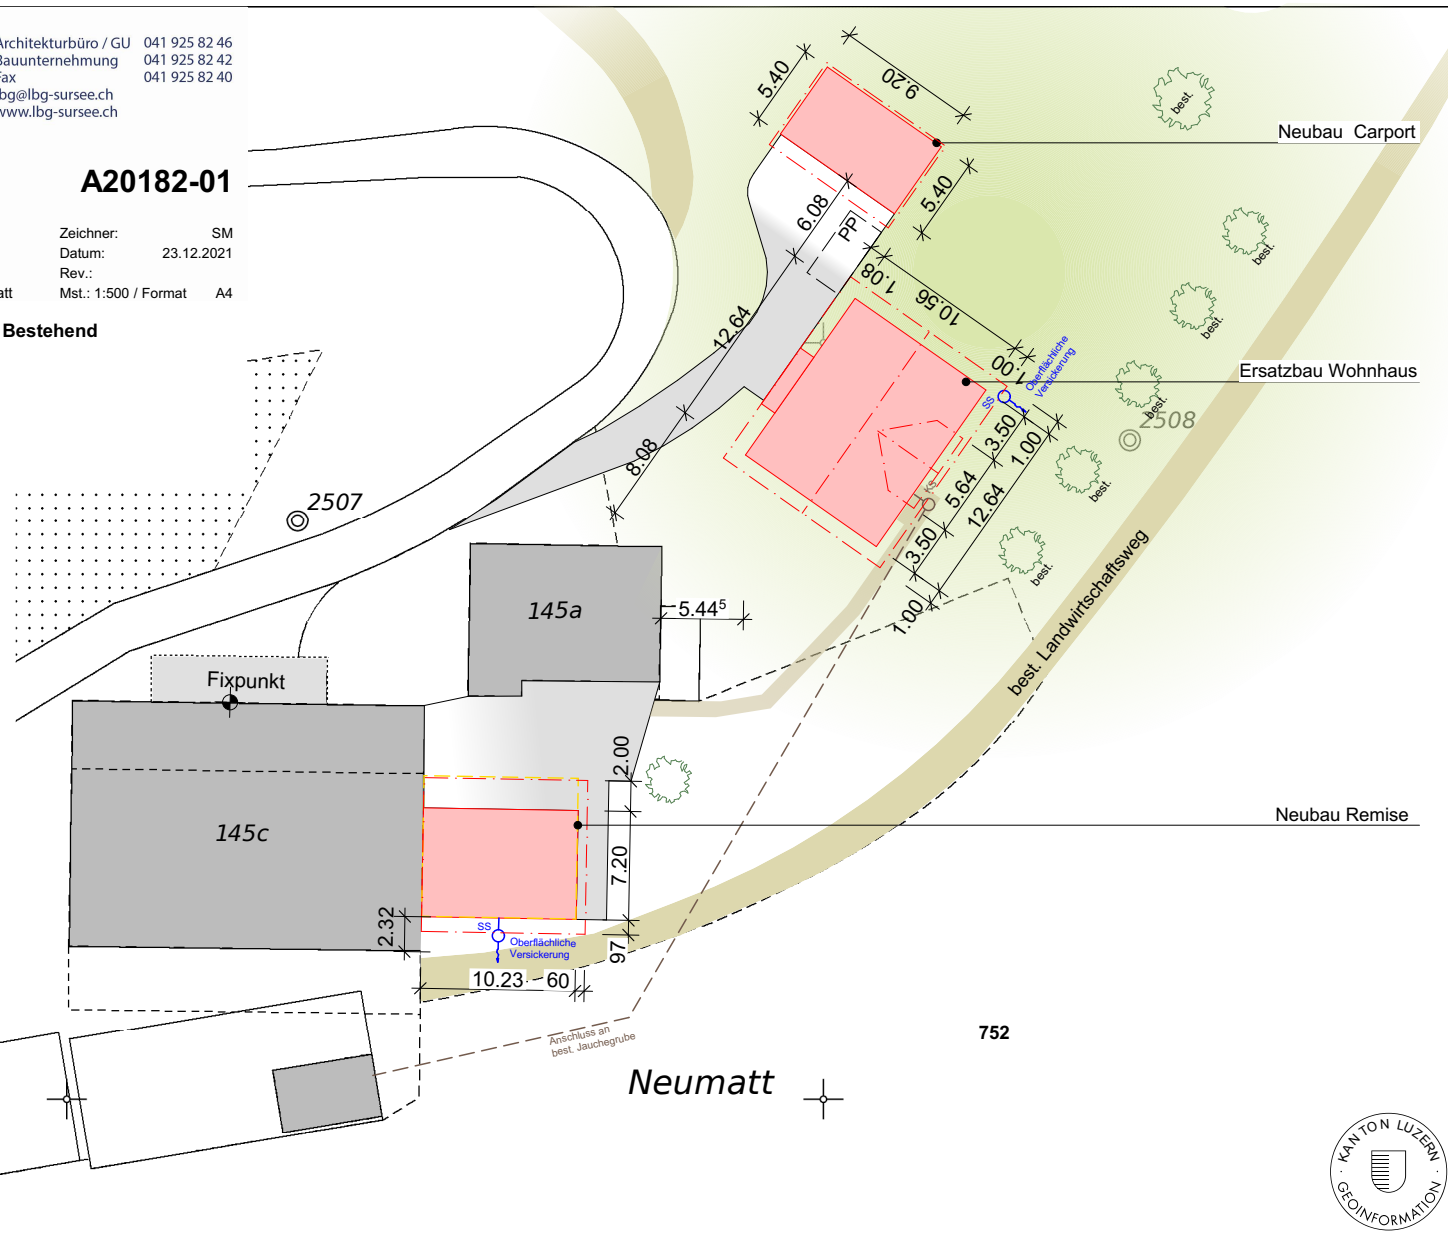 Architekturbüro / GU 041 925 82 46
Bauunternehmung 041 925 82 42
Fax 041 925 82 40
lbg@lbg-sursee.ch
www.lbg-sursee.ch
A20182-01
Zeichner: SM
Datum: 23.12.2021
Rev.:
Mst.: 1:500 / Format A4
Bestehend
5.40
9.20
best.
Neubau Carport
5.40
6.08
PP
best.
1.08
10.56
best.
12.64
1.00
Oberflächliche
Versickerung
Ersatzbau Wohnhaus
SS
best.
2508
3.50
1.00
8.08
KS
5.64
12.64
best.
2507
3.50
best.
1.00
best. Landwirtschaftsweg
145a
5.44⁵
Fixpunkt
2.00
145c
Neubau Remise
7.20
2.32
SS
Oberflächliche
Versickerung
97
10.23 60
Anschluss an
best. Jauchegrube
752
Neumatt
KANTON LUZERN
GEOINFORMATION